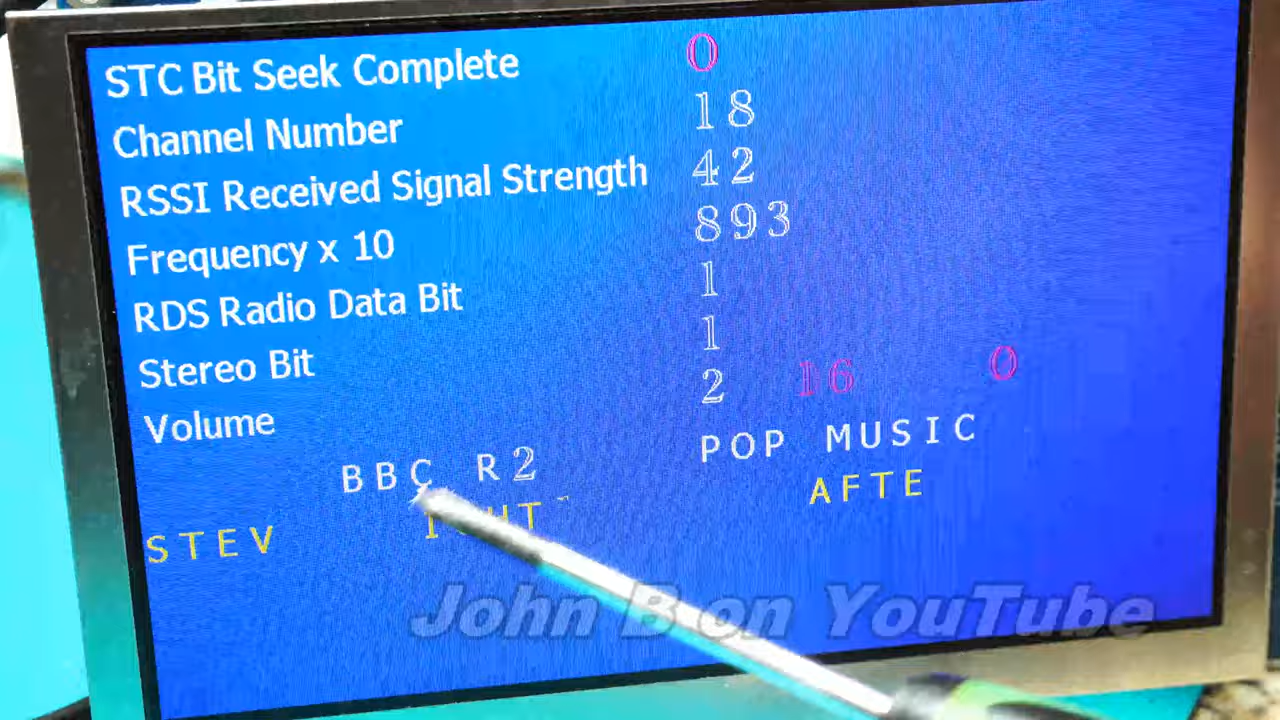 STC Bit Seek Complete 0
Channel Number 18
RSSI Received Signal Strength 42
Frequency x 10 893
RDS Radio Data Bit 1
Stereo Bit 1
Volume 2 16 0
BBC R2 POP MUSIC
STEV AFTE
John B on YouTube